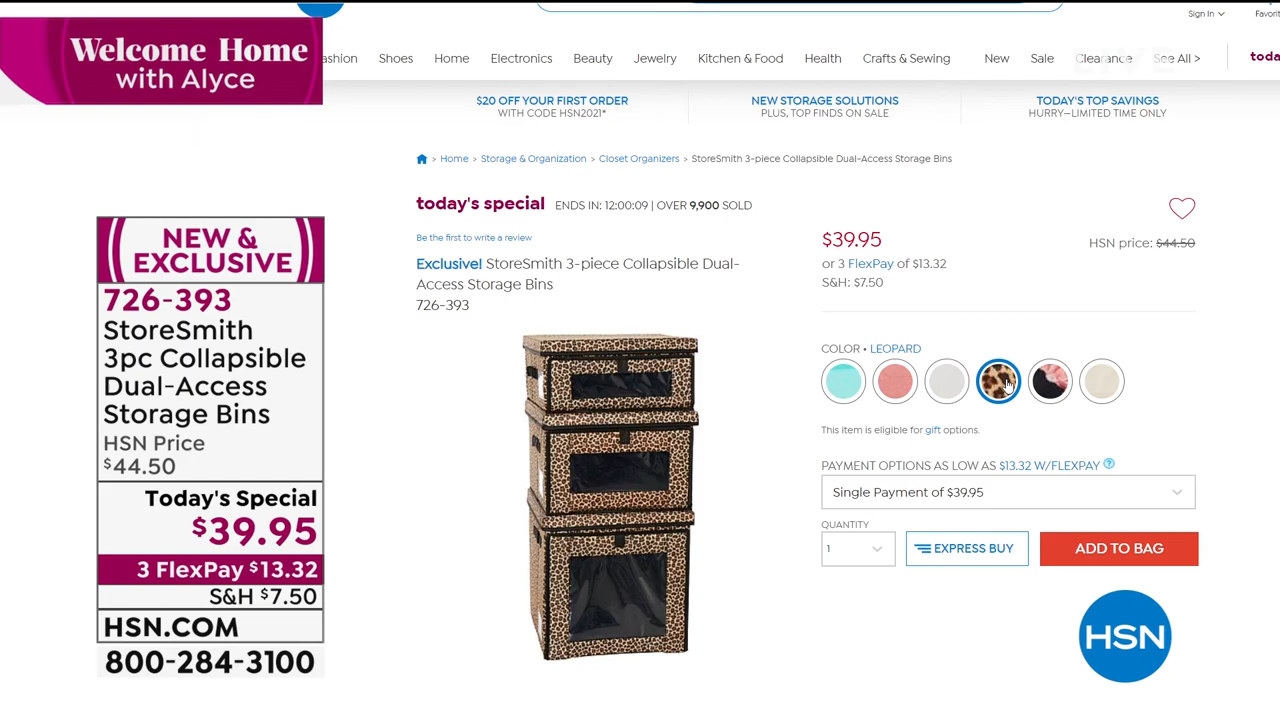 Welcome Home
with Alyce
Sign In
Favori
ashion
Shoes
Home
Electronics
Beauty
Jewelry
Kitchen & Food
Health
Crafts & Sewing
New
Sale
Clearance
See All >
toda
LIVE
$20 OFF YOUR FIRST ORDER
WITH CODE HSN2021*
NEW STORAGE SOLUTIONS
PLUS, TOP FINDS ON SALE
TODAY'S TOP SAVINGS
HURRY—LIMITED TIME ONLY
> Home > Storage & Organization > Closet Organizers > StoreSmith 3-piece Collapsible Dual-Access Storage Bins
today's special ENDS IN: 12:00:09 | OVER 9,900 SOLD
Be the first to write a review
Exclusive! StoreSmith 3-piece Collapsible Dual-
Access Storage Bins
726-393
$39.95
HSN price: $44.50
or 3 FlexPay of $13.32
S&H: $7.50
COLOR • LEOPARD
This item is eligible for gift options.
PAYMENT OPTIONS AS LOW AS $13.32 W/FLEXPAY ?
Single Payment of $39.95
QUANTITY
1
EXPRESS BUY
ADD TO BAG
NEW &
EXCLUSIVE
726-393
StoreSmith
3pc Collapsible
Dual-Access
Storage Bins
HSN Price
$44.50
Today's Special
$39.95
3 FlexPay $13.32
S&H $7.50
HSN.COM
800-284-3100
HSN